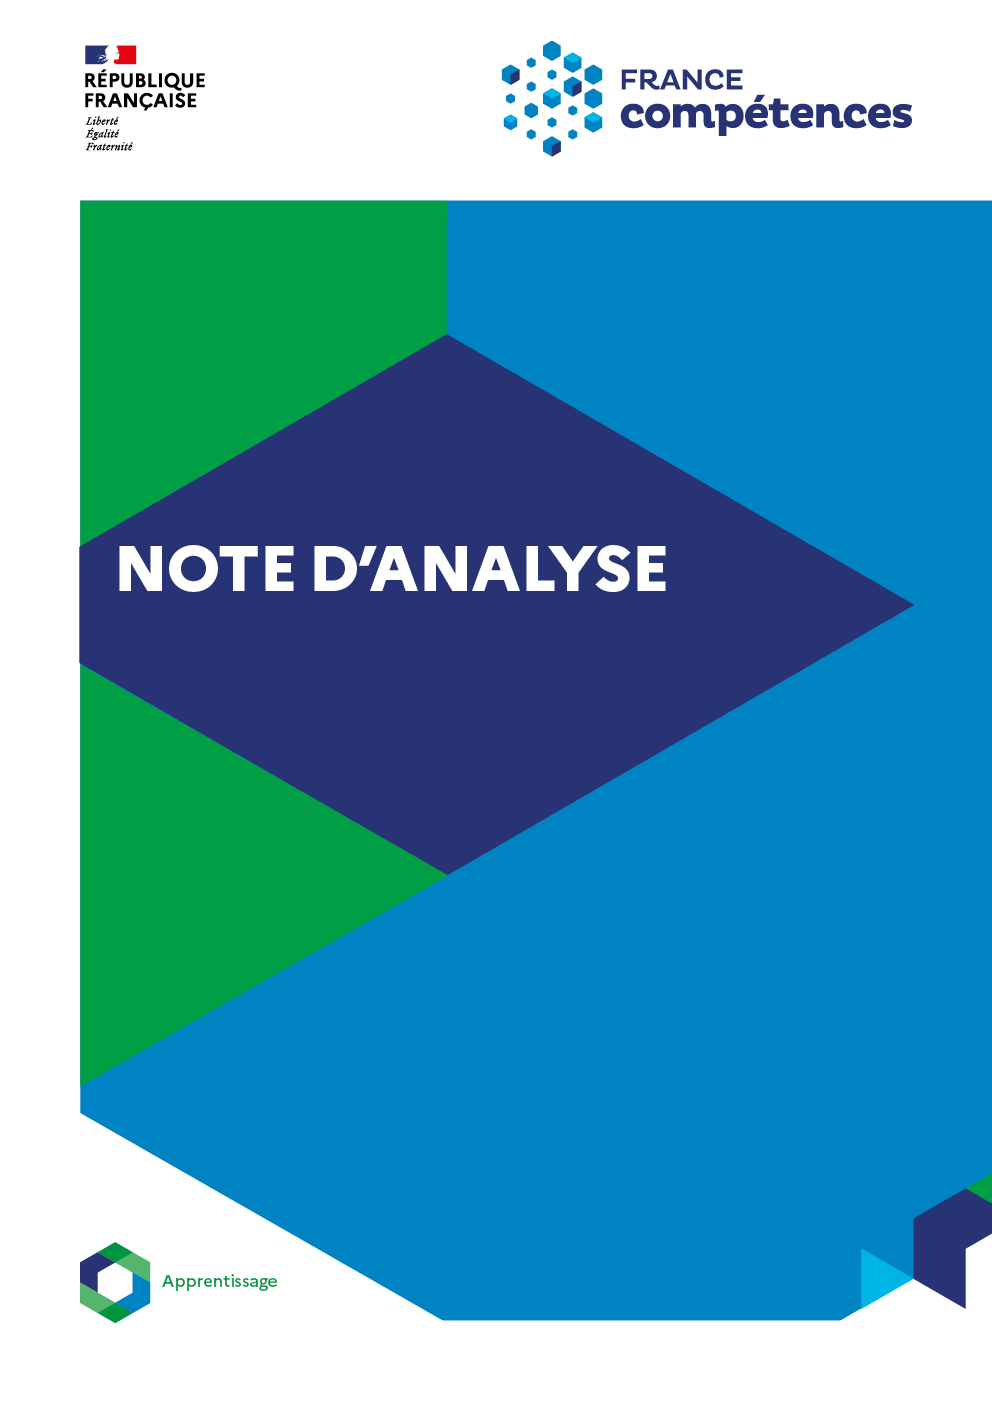 RÉPUBLIQUE
FRANÇAISE
Liberté
Égalité
Fraternité
FRANCE
compétences
NOTE D'ANALYSE
Apprentissage